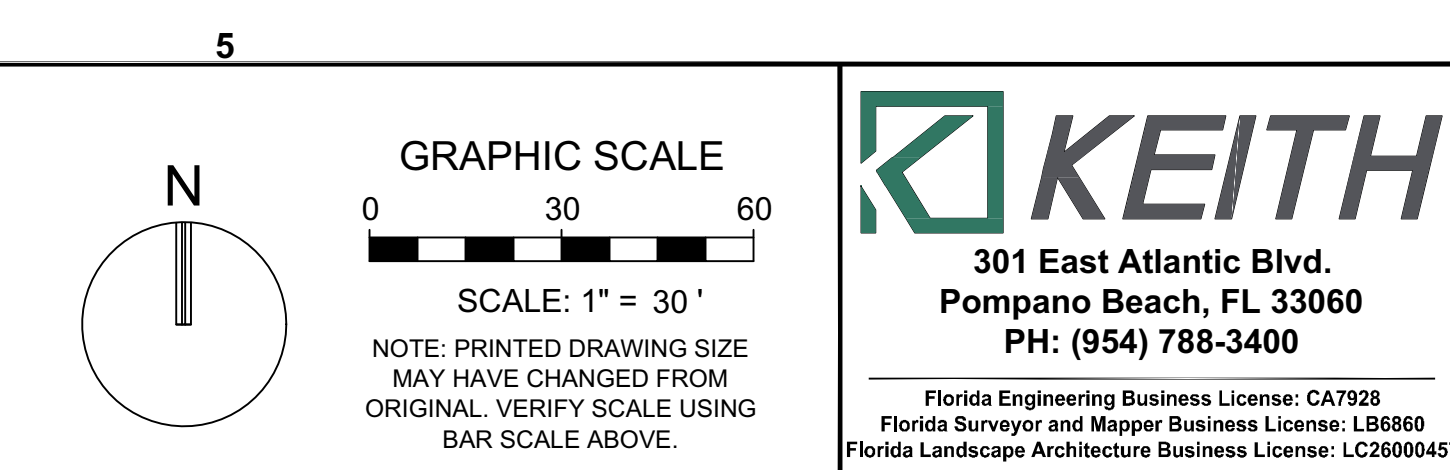 5
N
GRAPHIC SCALE
0 30 60
SCALE: 1" = 30 '
NOTE: PRINTED DRAWING SIZE
MAY HAVE CHANGED FROM
ORIGINAL. VERIFY SCALE USING
BAR SCALE ABOVE.
KEITH
301 East Atlantic Blvd.
Pompano Beach, FL 33060
PH: (954) 788-3400
Florida Engineering Business License: CA7928
Florida Surveyor and Mapper Business License: LB6860
Florida Landscape Architecture Business License: